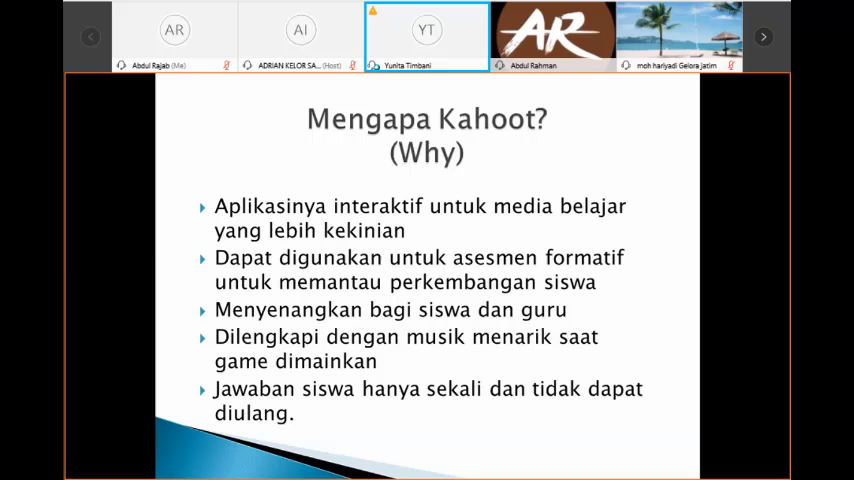 AR
AI
YT
AR
Abdul Rajab (Me)
ADRIAN KELOR SA... (Host)
Yunita Timbani
Abdul Rahman
moh hariyadi Gelora Jatim
Mengapa Kahoot?
(Why)
Aplikasinya interaktif untuk media belajar
yang lebih kekinian
Dapat digunakan untuk asesmen formatif
untuk memantau perkembangan siswa
Menyenangkan bagi siswa dan guru
Dilengkapi dengan musik menarik saat
game dimainkan
Jawaban siswa hanya sekali dan tidak dapat
diulang.